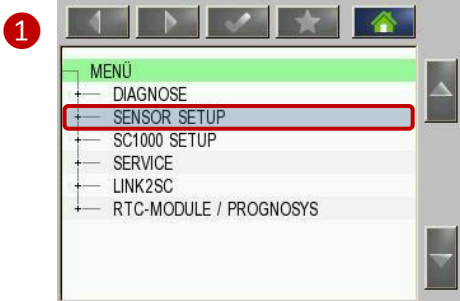 1
MENÜ
DIAGNOSE
SENSOR SETUP
SC1000 SETUP
SERVICE
LINK2SC
RTC-MODULE / PROGNOSYS